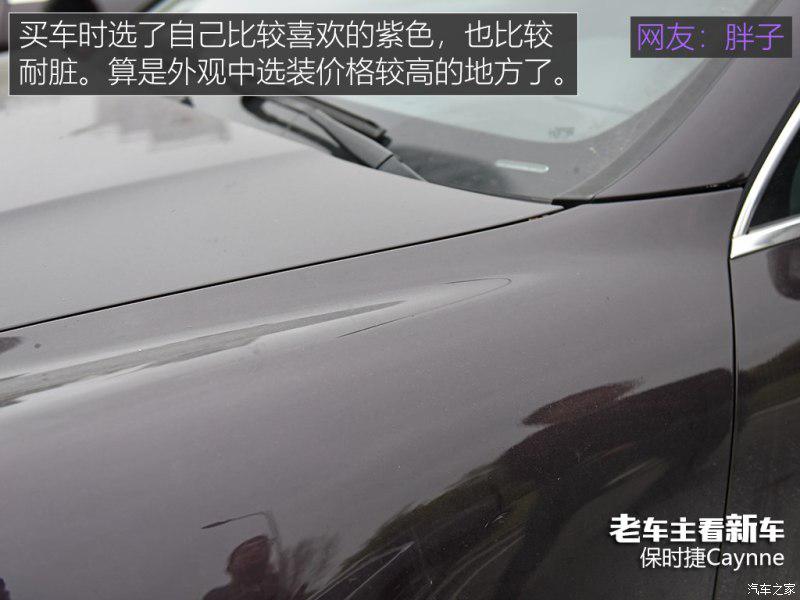 买车时选了自己比较喜欢的紫色，也比较
耐脏。算是外观中选装价格较高的地方了。
网友：胖子
老车主看新车
保时捷Caynne
汽车之家